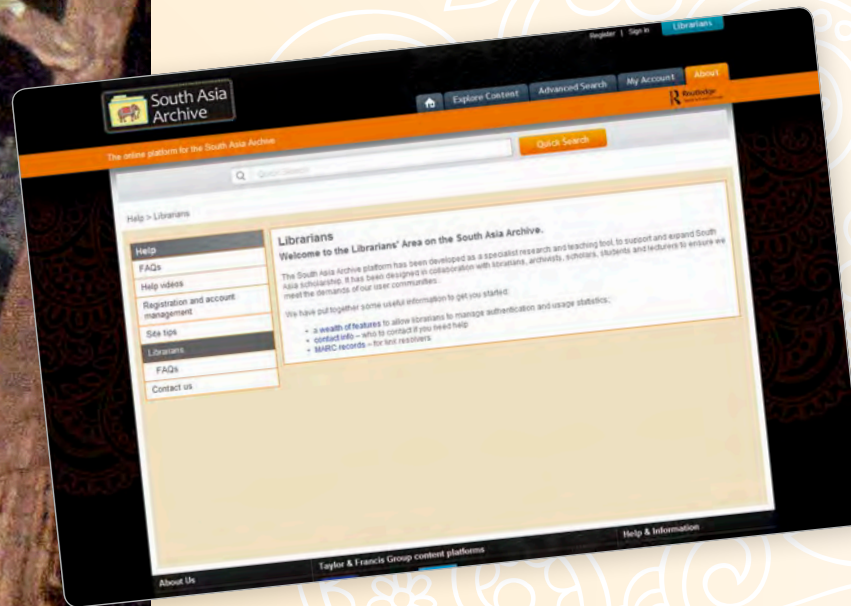 Register | Sign in
Librarians
South Asia
Archive
Explore Content
Advanced Search
My Account
About
Routledge
The online platform for the South Asia Archive
Quick Search
Quick Search
Help > Librarians
Help
FAQs
Help videos
Registration and account
management
Site tips
Librarians
FAQs
Contact us
Librarians
Welcome to the Librarians' Area on the South Asia Archive.
The South Asia Archive platform has been developed as a specialist research and teaching tool, to support and expand South
Asia scholarship. It has been designed in collaboration with librarians, archivists, scholars, students and lecturers to ensure we
meet the demands of our user communities.
We have put together some useful information to get you started:
• a wealth of features to allow librarians to manage authentication and usage statistics;
• contact info – who to contact if you need help
• MARC records – for link resolvers.
About Us
Taylor & Francis Group content platforms
Help & Information